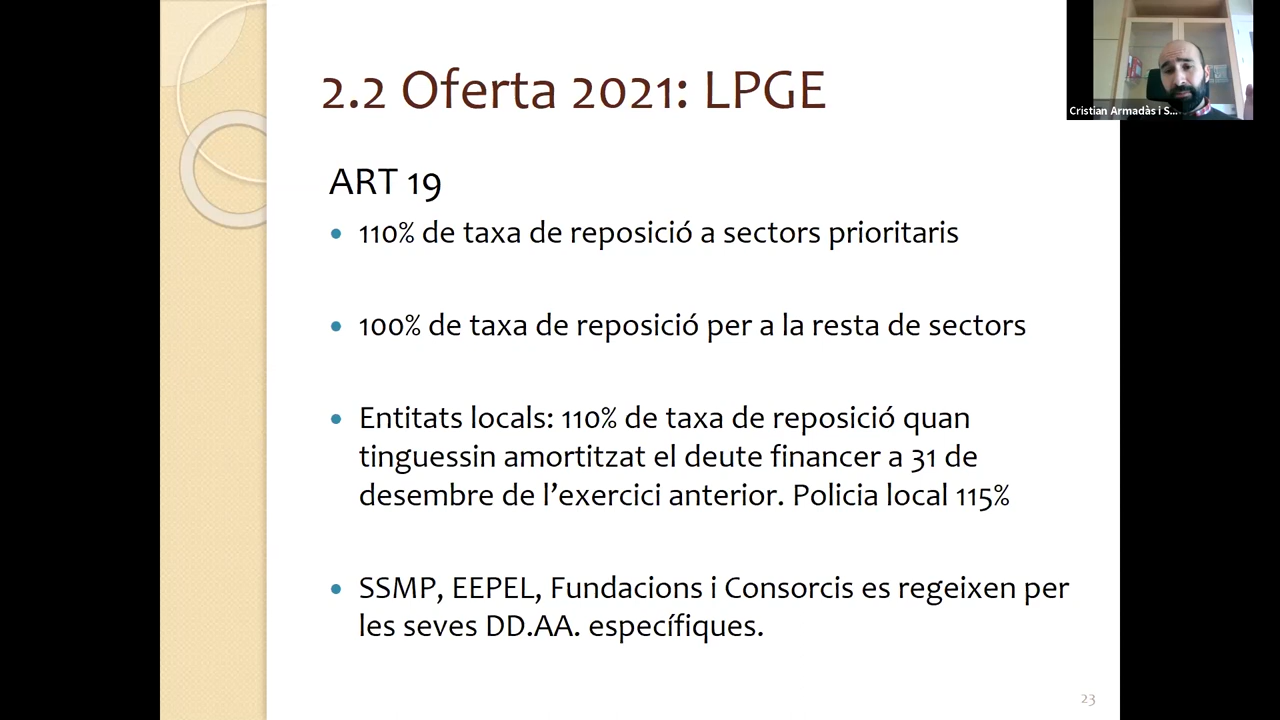 2.2 Oferta 2021: LPGE
Cristian Armadàs i S...
ART 19
110% de taxa de reposició a sectors prioritaris
100% de taxa de reposició per a la resta de sectors
Entitats locals: 110% de taxa de reposició quan
tinguessin amortitzat el deute financer a 31 de
desembre de l’exercici anterior. Policia local 115%
SSMP, EEPEL, Fundacions i Consorcis es regeixen per
les seves DD.AA. específiques.
23